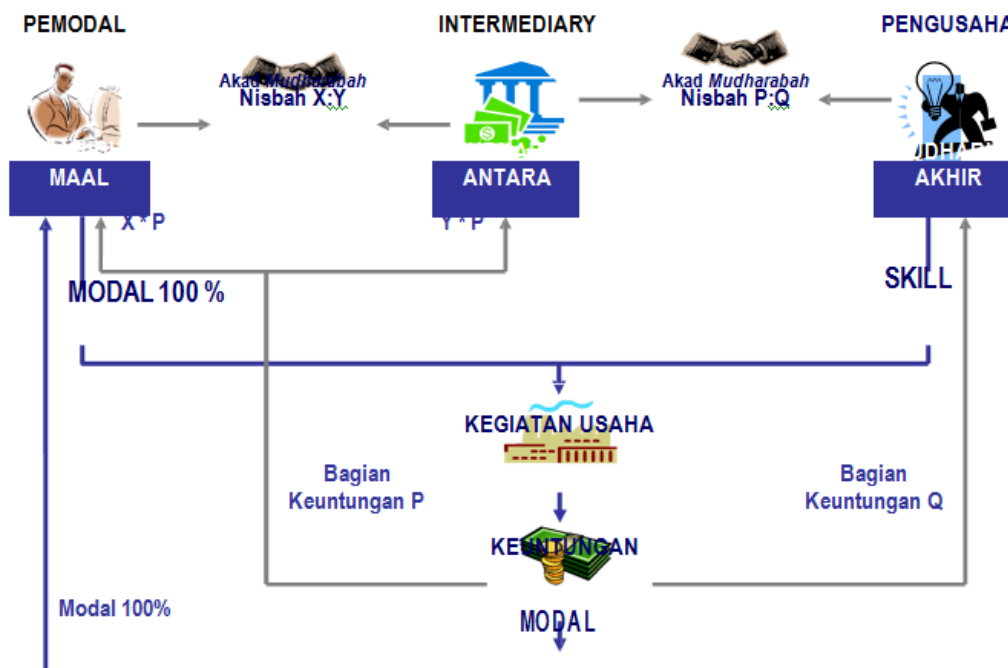 PEMODAL
INTERMEDIARY
PENGUSAHA
Akad Mudharabah
Nisbah X:Y
Akad Mudharabah
Nisbah P:Q
MAAL
ANTARA
AKHIR
X * P
Y * P
MODAL 100 %
SKILL
KEGIATAN USAHA
Bagian
Keuntungan P
Bagian
Keuntungan Q
KEUNTUNGAN
Modal 100%
MODAL